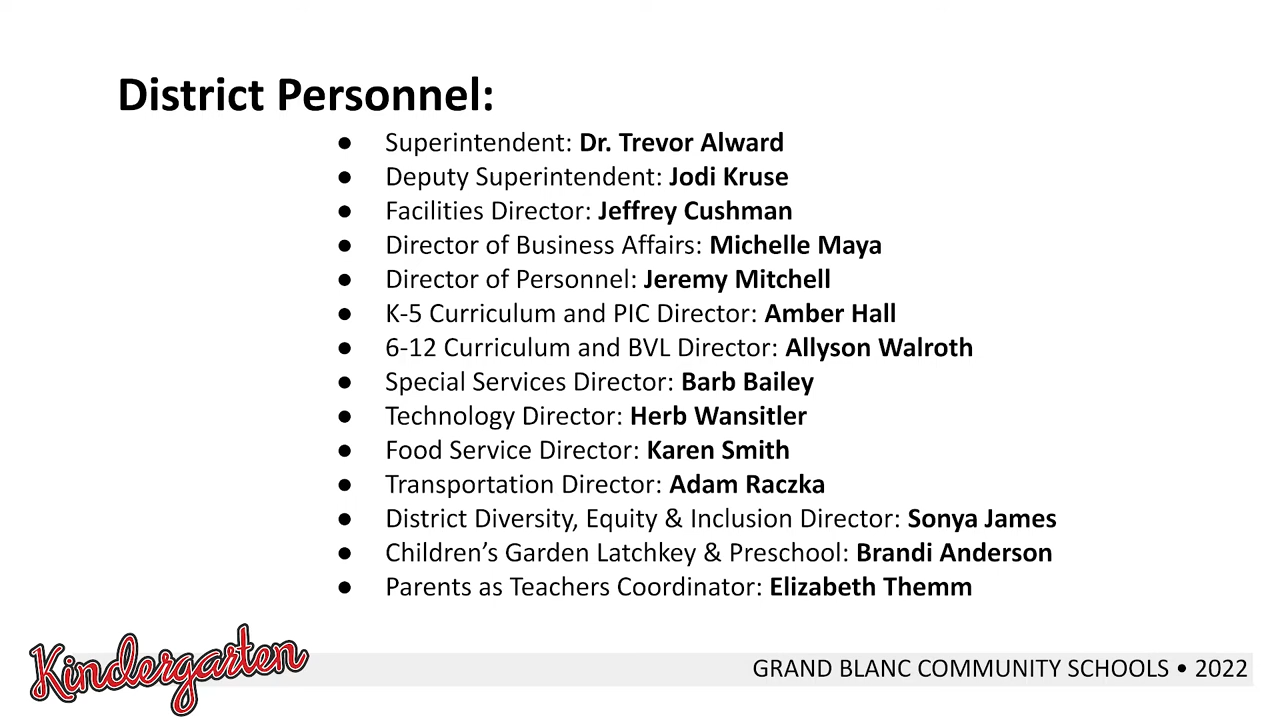 District Personnel:
● Superintendent: Dr. Trevor Alward
● Deputy Superintendent: Jodi Kruse
● Facilities Director: Jeffrey Cushman
● Director of Business Affairs: Michelle Maya
● Director of Personnel: Jeremy Mitchell
● K-5 Curriculum and PIC Director: Amber Hall
● 6-12 Curriculum and BVL Director: Allyson Walroth
● Special Services Director: Barb Bailey
● Technology Director: Herb Wansitler
● Food Service Director: Karen Smith
● Transportation Director: Adam Raczka
● District Diversity, Equity & Inclusion Director: Sonya James
● Children’s Garden Latchkey & Preschool: Brandi Anderson
● Parents as Teachers Coordinator: Elizabeth Themm
Kindergarten
GRAND BLANC COMMUNITY SCHOOLS • 2022